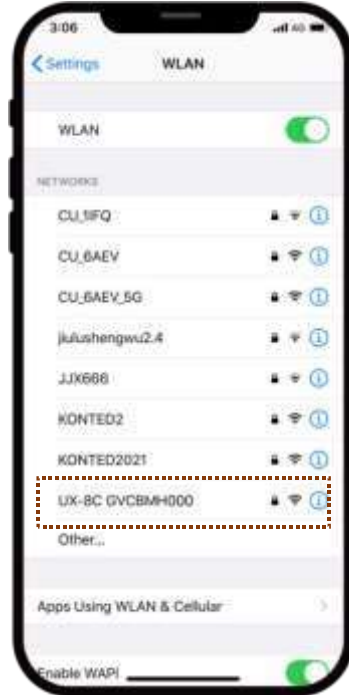 3:06
4G
Settings
WLAN
WLAN
NETWORKS
CU_1IFQ
CU_6AEV
CU_6AEV_5G
jiulushengwu2.4
JJX666
KONTED2
KONTED2021
UX-8C GVCBMH000
Other...
Apps Using WLAN & Cellular
Enable WAPI